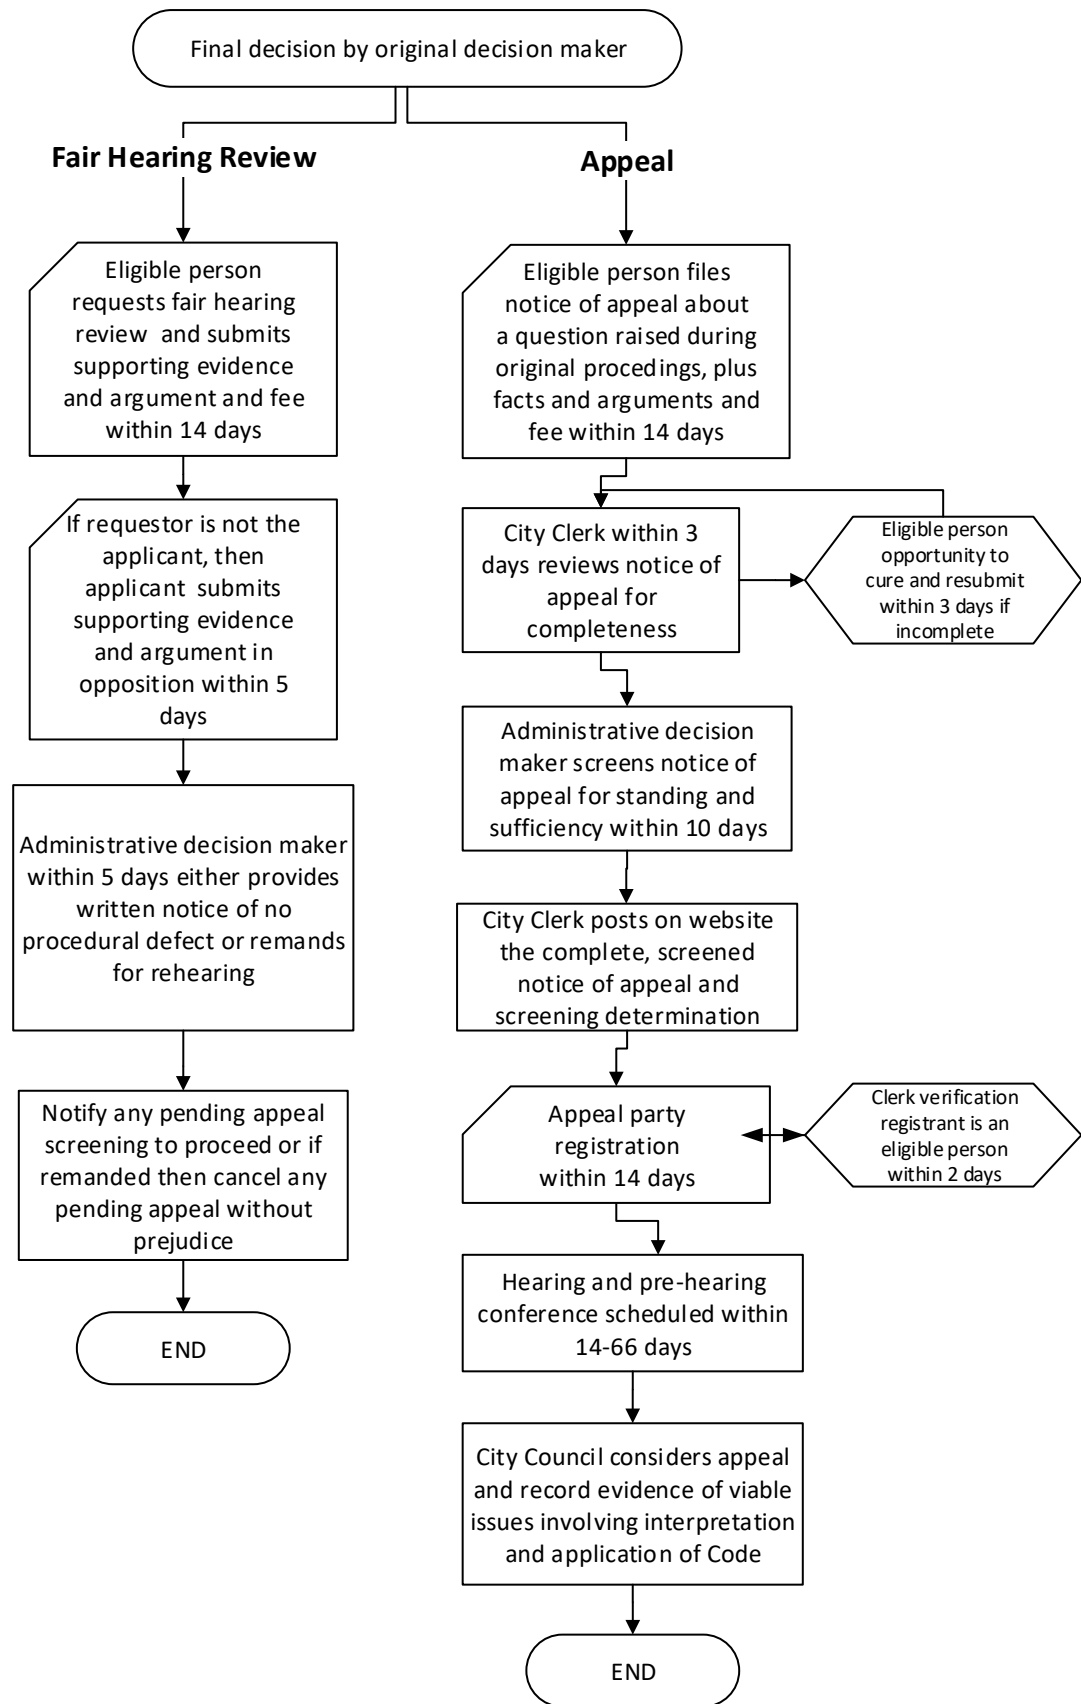 Final decision by original decision maker
Fair Hearing Review
Eligible person
requests fair hearing
review and submits
supporting evidence
and argument and fee
within 14 days
If requestor is not the
applicant, then
applicant submits
supporting evidence
and argument in
opposition within 5
days
Administrative decision maker
within 5 days either provides
written notice of no
procedural defect or remands
for rehearing
Notify any pending appeal
screening to proceed or if
remanded then cancel any
pending appeal without
prejudice
END
Appeal
Eligible person files
notice of appeal about
a question raised during
original procedings, plus
facts and arguments and
fee within 14 days
City Clerk within 3
days reviews notice of
appeal for
completeness
Eligible person
opportunity to
cure and resubmit
within 3 days if
incomplete
Administrative decision
maker screens notice of
appeal for standing and
sufficiency within 10 days
City Clerk posts on website
the complete, screened
notice of appeal and
screening determination
Appeal party
registration
within 14 days
Clerk verification
registrant is an
eligible person
within 2 days
Hearing and pre-hearing
conference scheduled within
14-66 days
City Council considers appeal
and record evidence of viable
issues involving interpretation
and application of Code
END